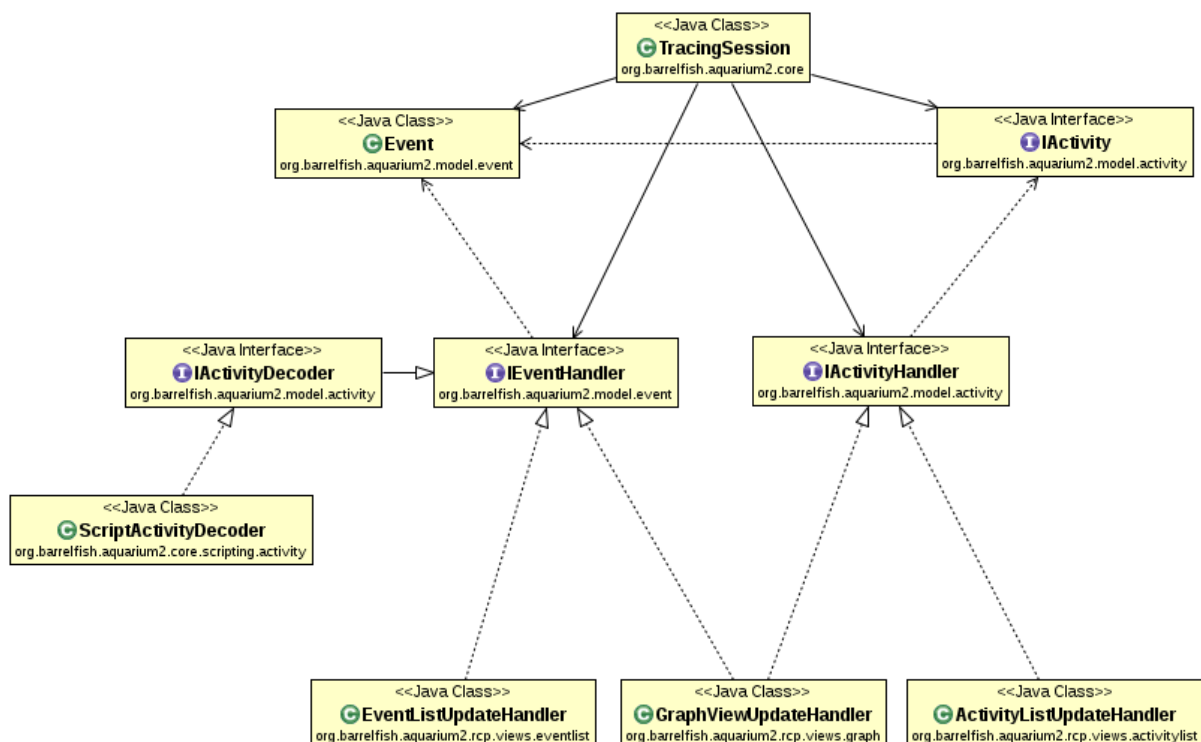 <<Java Class>>
TracingSession
org.barrelfish.aquarium2.core
<<Java Class>>
Event
org.barrelfish.aquarium2.model.event
<<Java Interface>>
IActivity
org.barrelfish.aquarium2.model.activity
<<Java Interface>>
IActivityDecoder
org.barrelfish.aquarium2.model.activity
<<Java Interface>>
IEventHandler
org.barrelfish.aquarium2.model.event
<<Java Interface>>
IActivityHandler
org.barrelfish.aquarium2.model.activity
<<Java Class>>
ScriptActivityDecoder
org.barrelfish.aquarium2.core.scripting.activity
<<Java Class>>
EventListUpdateHandler
org.barrelfish.aquarium2.rcp.views.eventlist
<<Java Class>>
GraphViewUpdateHandler
org.barrelfish.aquarium2.rcp.views.graph
<<Java Class>>
ActivityListUpdateHandler
org.barrelfish.aquarium2.rcp.views.activitylist